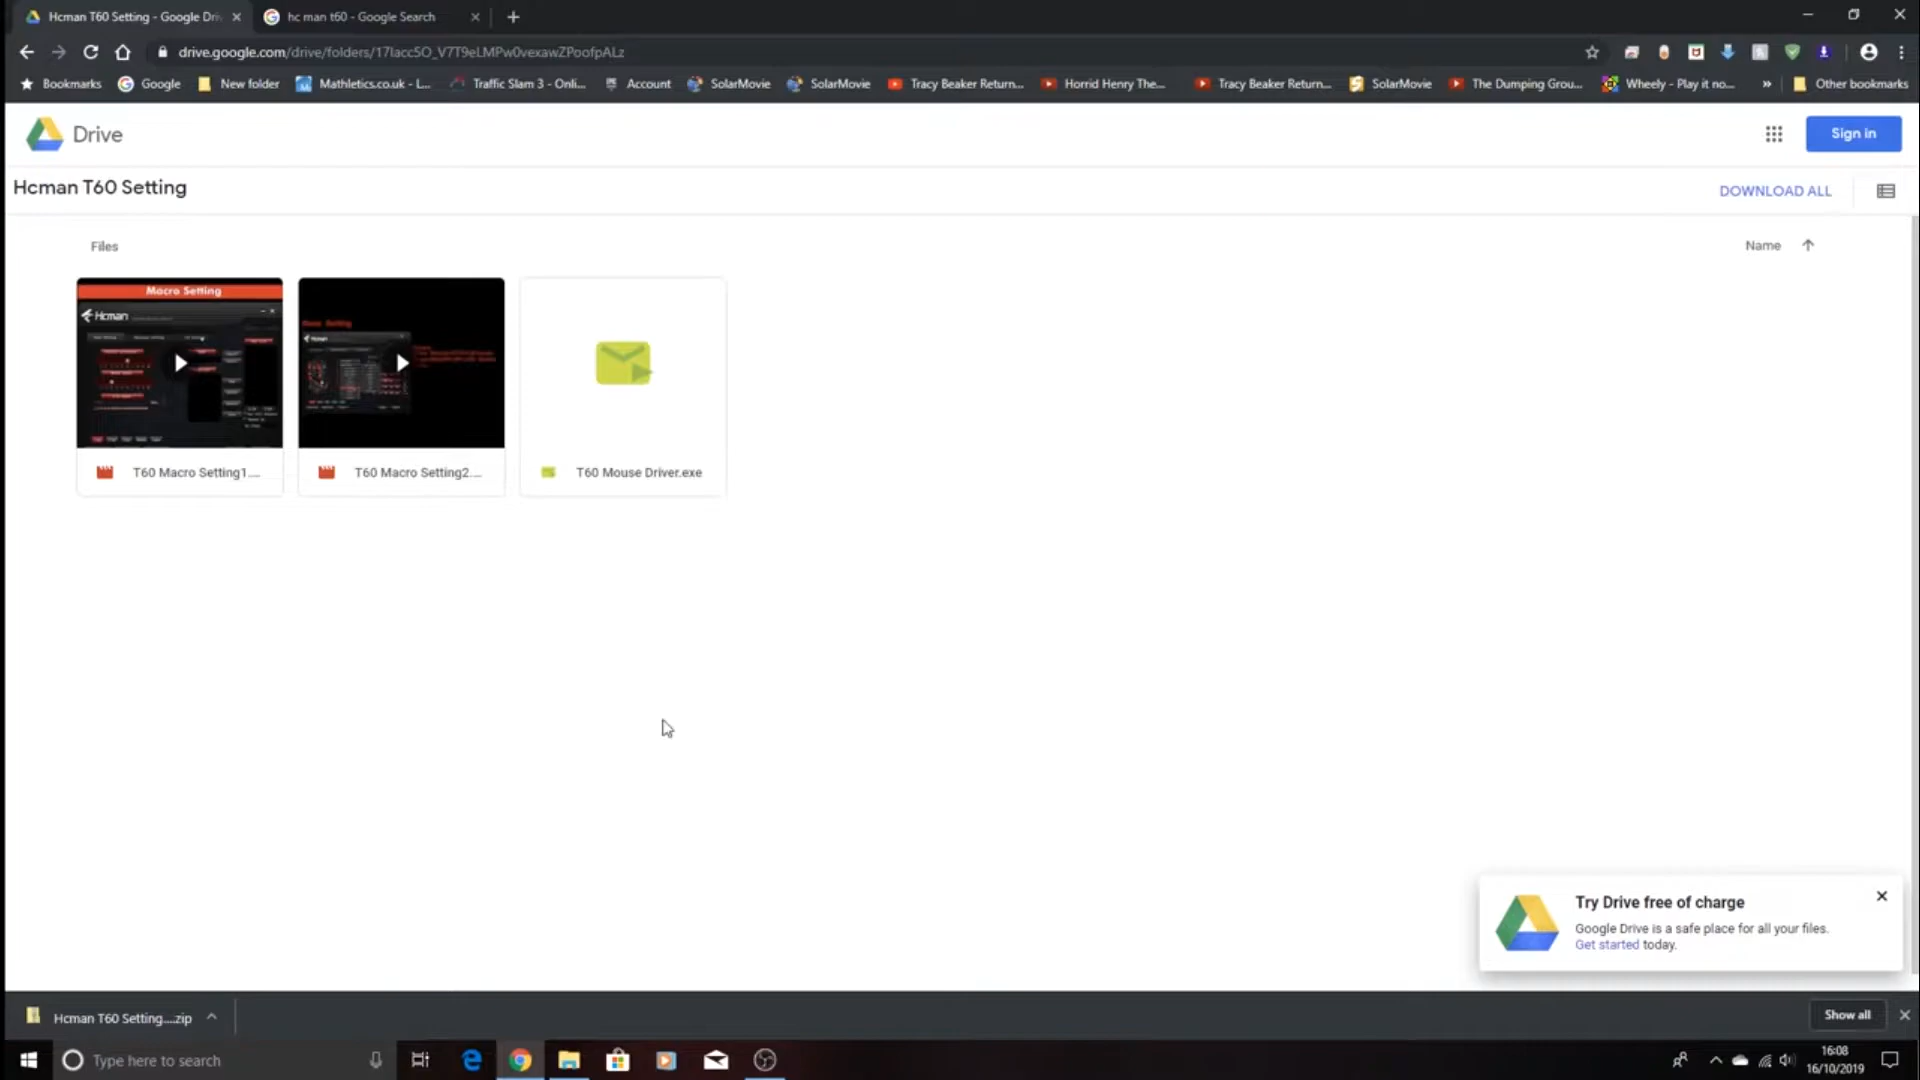 Hcman T60 Setting - Google Dri
hc man t60 - Google Search
drive.google.com/drive/folders/17laccSO_V7T9eLMPw0vexawZPoofpALz
Bookmarks
Google
New folder
Mathletics.co.uk - L...
Traffic Slam 3 - Onli...
Account
SolarMovie
SolarMovie
Tracy Beaker Return...
Horrid Henry The...
Tracy Beaker Return...
SolarMovie
The Dumping Grou...
Wheely - Play it no...
»
Other bookmarks
Drive
Sign in
Hcman T60 Setting
DOWNLOAD ALL
Files
Name
Macro Setting
Hcman
T60 Macro Setting1....
T60 Macro Setting2....
T60 Mouse Driver.exe
Try Drive free of charge
Google Drive is a safe place for all your files.
Get started today.
Hcman T60 Setting....zip
Show all
Type here to search
16:08
16/10/2019